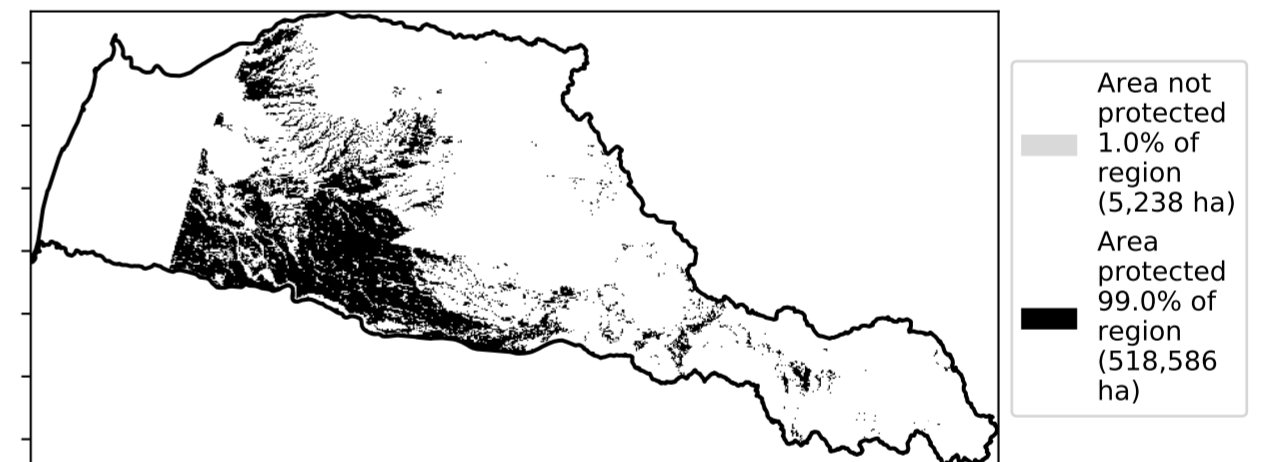 Area not
protected
1.0% of
region
(5,238 ha)
Area
protected
99.0% of
region
(518,586
ha)